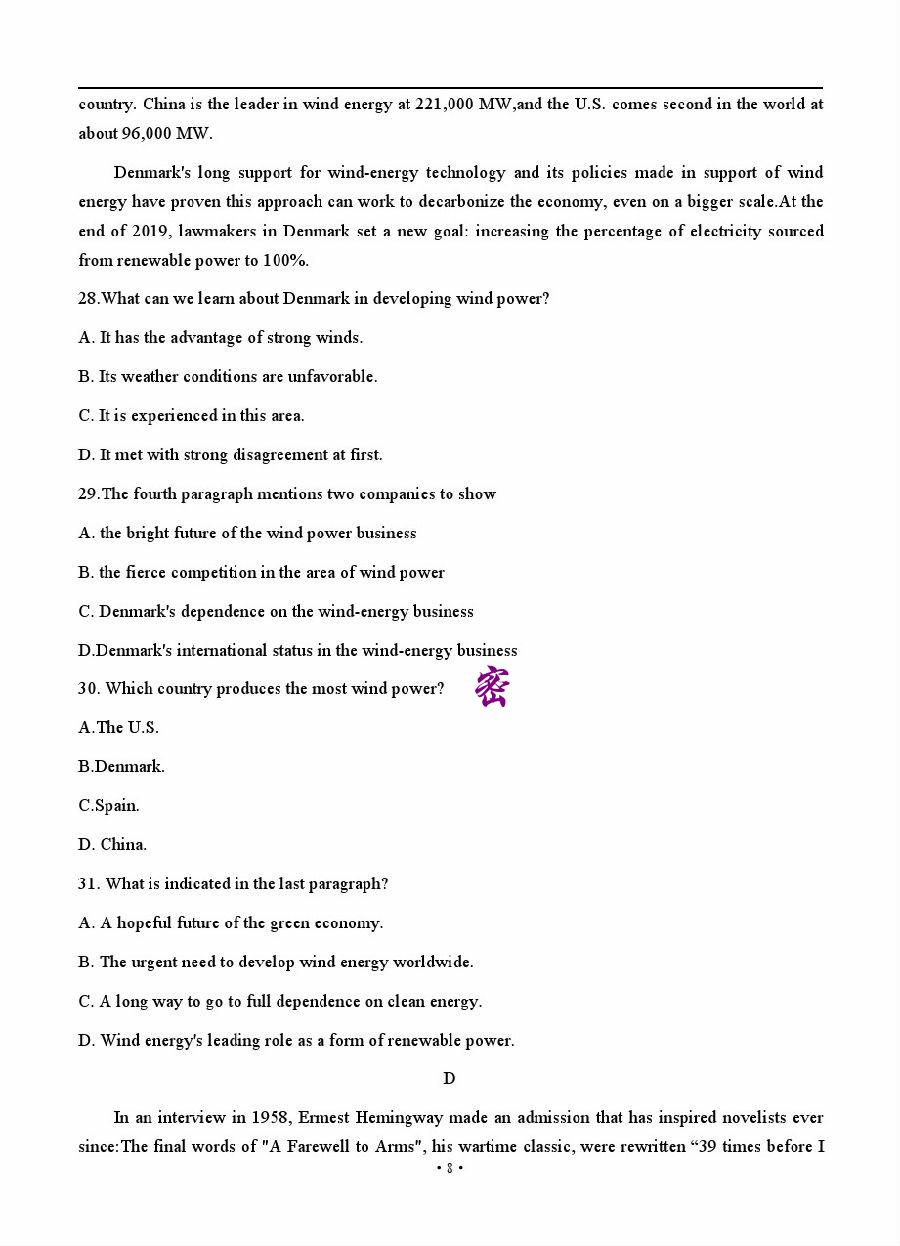 country. China is the leader in wind energy at 221,000 MW,and the U.S. comes second in the world at
about 96,000 MW.
Denmark's long support for wind-energy technology and its policies made in support of wind
energy have proven this approach can work to decarbonize the economy, even on a bigger scale.At the
end of 2019, lawmakers in Denmark set a new goal: increasing the percentage of electricity sourced
from renewable power to 100%.
28.What can we learn about Denmark in developing wind power?
A. It has the advantage of strong winds.
B. Its weather conditions are unfavorable.
C. It is experienced in this area.
D. It met with strong disagreement at first.
29.The fourth paragraph mentions two companies to show
A. the bright future of the wind power business
B. the fierce competition in the area of wind power
C. Denmark's dependence on the wind-energy business
D.Denmark's international status in the wind-energy business
30. Which country produces the most wind power?
密
A.The U.S.
B.Denmark.
C.Spain.
D. China.
31. What is indicated in the last paragraph?
A. A hopeful future of the green economy.
B. The urgent need to develop wind energy worldwide.
C. A long way to go to full dependence on clean energy.
D. Wind energy's leading role as a form of renewable power.
D
In an interview in 1958, Ermest Hemingway made an admission that has inspired novelists ever
since:The final words of "A Farewell to Arms", his wartime classic, were rewritten “39 times before I
• 8 •